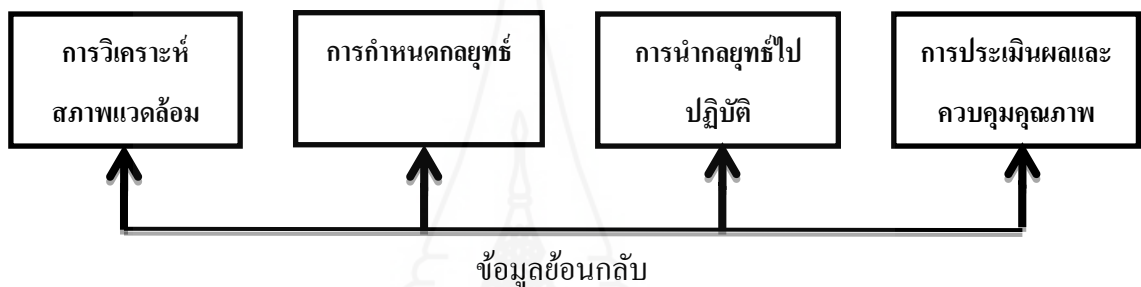 การวิเคราะห์
สภาพแวดล้อม
การกำหนดกลยุทธ์
การนำกลยุทธ์ไป
ปฏิบัติ
การประเมินผลและ
ควบคุมคุณภาพ
ข้อมูลย้อนกลับ